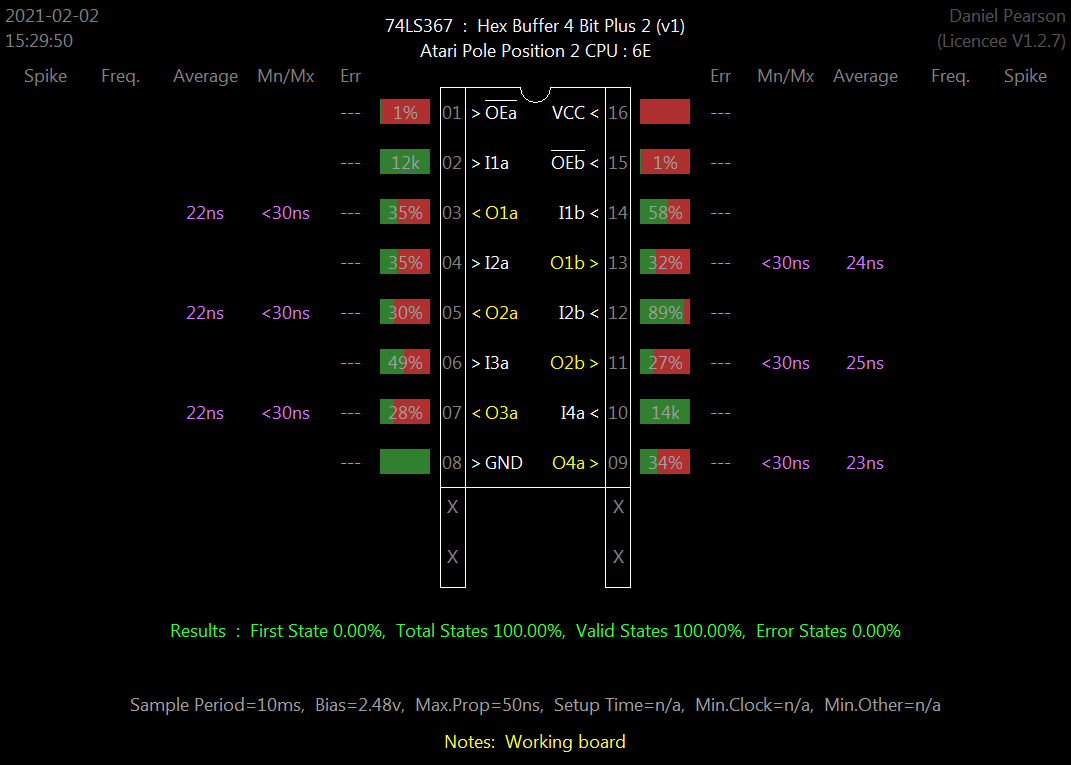 2021-02-02 74LS367 : Hex Buffer 4 Bit Plus 2 (v1) Daniel Pearson
15:29:50 Atari Pole Position 2 CPU : 6E (Licencee V1.2.7)
Spike Freq. Average Mn/Mx Err Err Mn/Mx Average Freq. Spike
--- 1% 01 > OEa VCC < 16 ---
--- 12k 02 > I1a OEb < 15 1% ---
22ns <30ns --- 35% 03 < O1a I1b < 14 58% ---
--- 35% 04 > I2a O1b > 13 32% --- <30ns 24ns
22ns <30ns --- 30% 05 < O2a I2b < 12 89% ---
--- 49% 06 > I3a O2b > 11 27% --- <30ns 25ns
22ns <30ns --- 28% 07 < O3a I4a < 10 14k ---
--- 08 > GND O4a > 09 34% --- <30ns 23ns
X X
X X
Results : First State 0.00%, Total States 100.00%, Valid States 100.00%, Error States 0.00%
Sample Period=10ms, Bias=2.48v, Max.Prop=50ns, Setup Time=n/a, Min.Clock=n/a, Min.Other=n/a
Notes: Working board